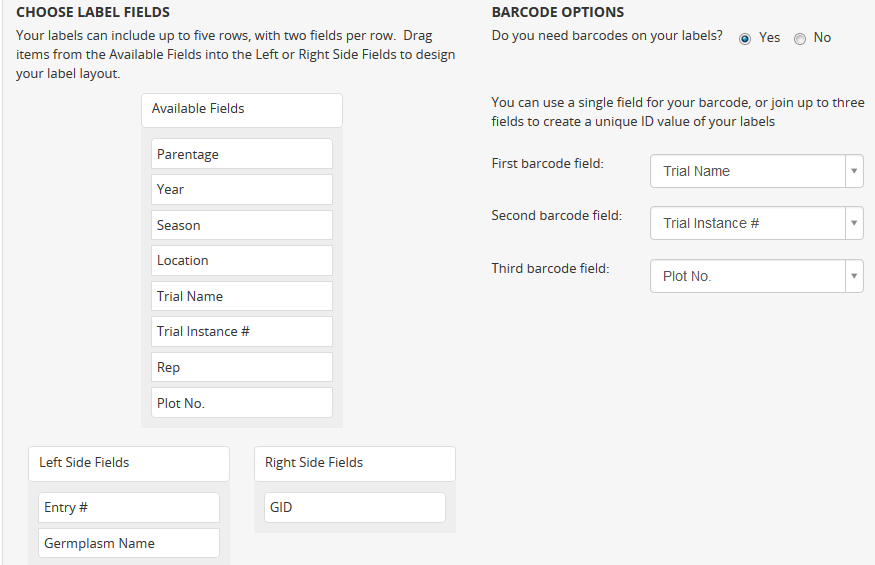 CHOOSE LABEL FIELDS
Your labels can include up to five rows, with two fields per row. Drag
items from the Available Fields into the Left or Right Side Fields to design
your label layout.
Available Fields
Parentage
Year
Season
Location
Trial Name
Trial Instance #
Rep
Plot No.
Left Side Fields
Entry #
Germplasm Name
Right Side Fields
GID
BARCODE OPTIONS
Do you need barcodes on your labels? Yes No
You can use a single field for your barcode, or join up to three
fields to create a unique ID value of your labels
First barcode field: Trial Name
Second barcode field: Trial Instance #
Third barcode field: Plot No.